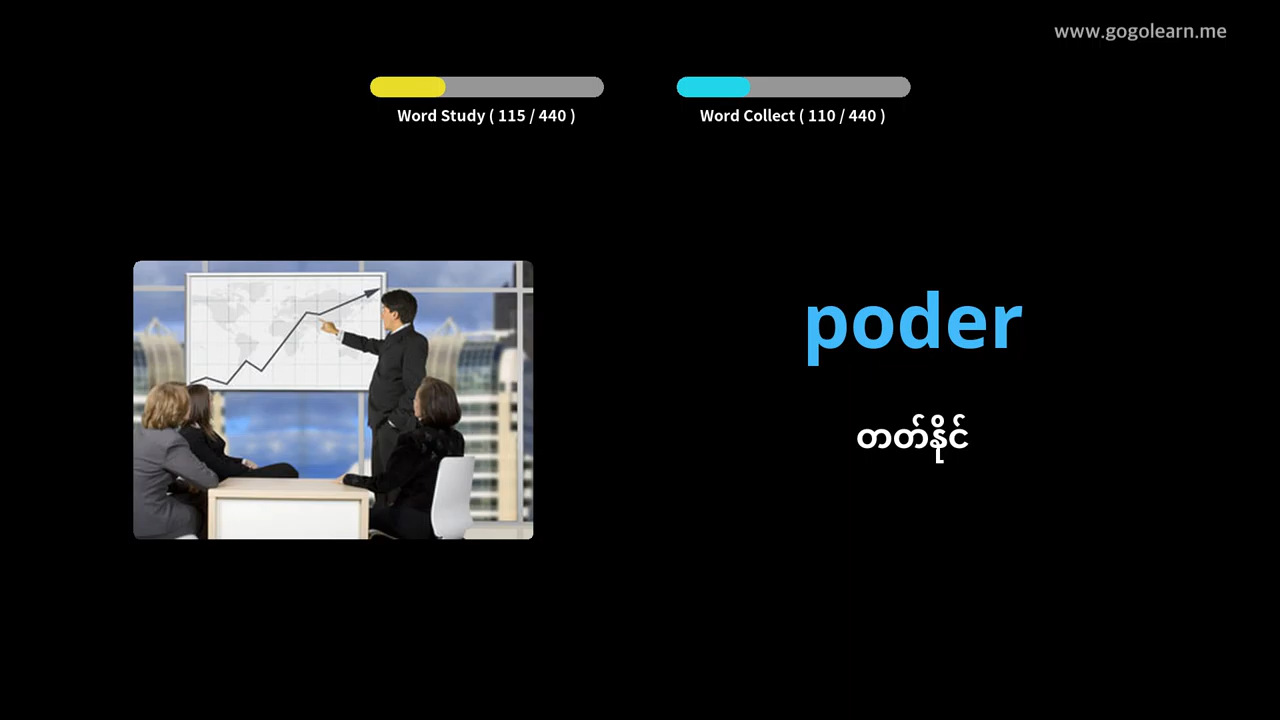 www.gogolearn.me
Word Study ( 115 / 440 )
Word Collect ( 110 / 440 )
poder
တတ်နိုင်